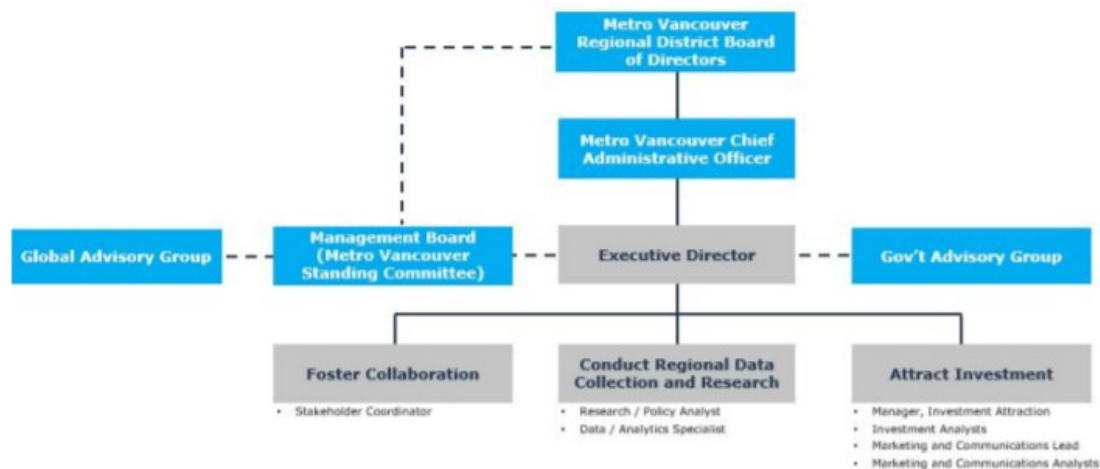 Metro Vancouver
Regional District Board
of Directors
Metro Vancouver Chief
Administrative Officer
Global Advisory Group
Management Board
(Metro Vancouver
Standing Committee)
Executive Director
Gov't Advisory Group
Foster Collaboration
• Stakeholder Coordinator
Conduct Regional Data
Collection and Research
• Research / Policy Analyst
• Data / Analytics Specialist
Attract Investment
• Manager, Investment Attraction
• Investment Analysts
• Marketing and Communications Lead
• Marketing and Communications Analysts